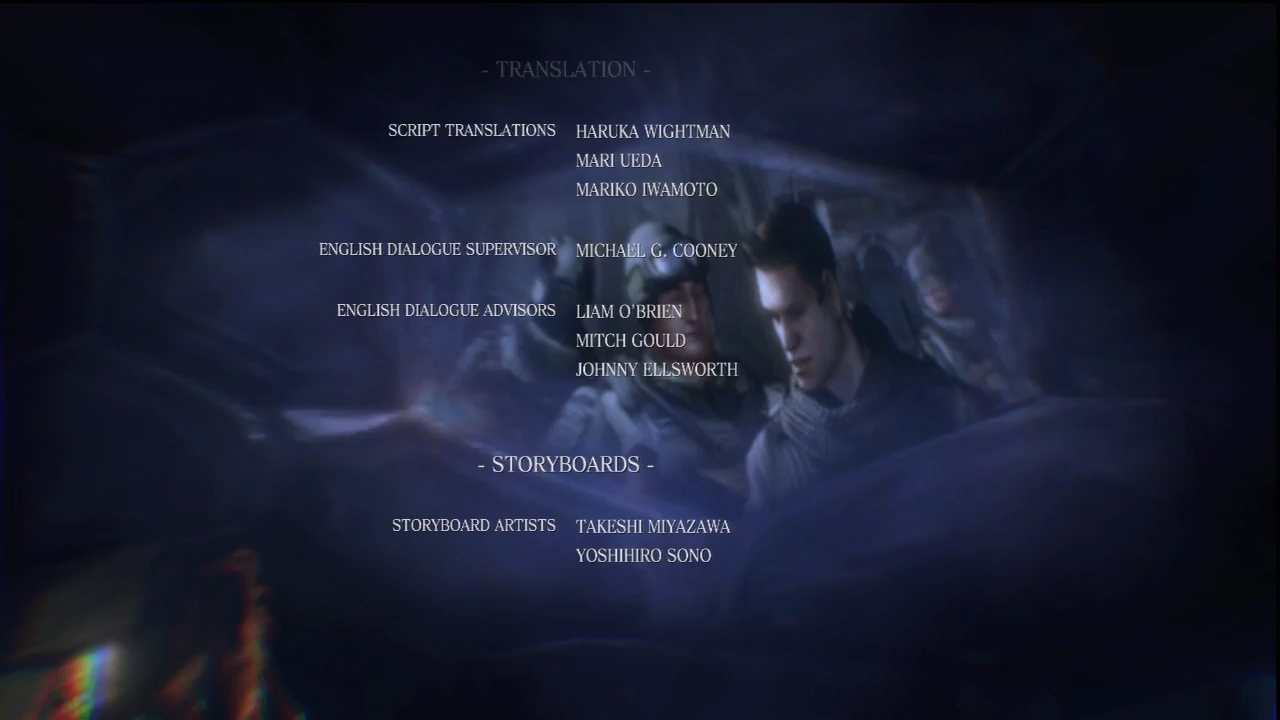 - TRANSLATION -
SCRIPT TRANSLATIONS HARUKA WIGHTMAN
MARI UEDA
MARIKO IWAMOTO
ENGLISH DIALOGUE SUPERVISOR MICHAEL G. COONEY
ENGLISH DIALOGUE ADVISORS LIAM O'BRIEN
MITCH GOULD
JOHNNY ELLSWORTH
- STORYBOARDS -
STORYBOARD ARTISTS TAKESHI MIYAZAWA
YOSHIHIRO SONO